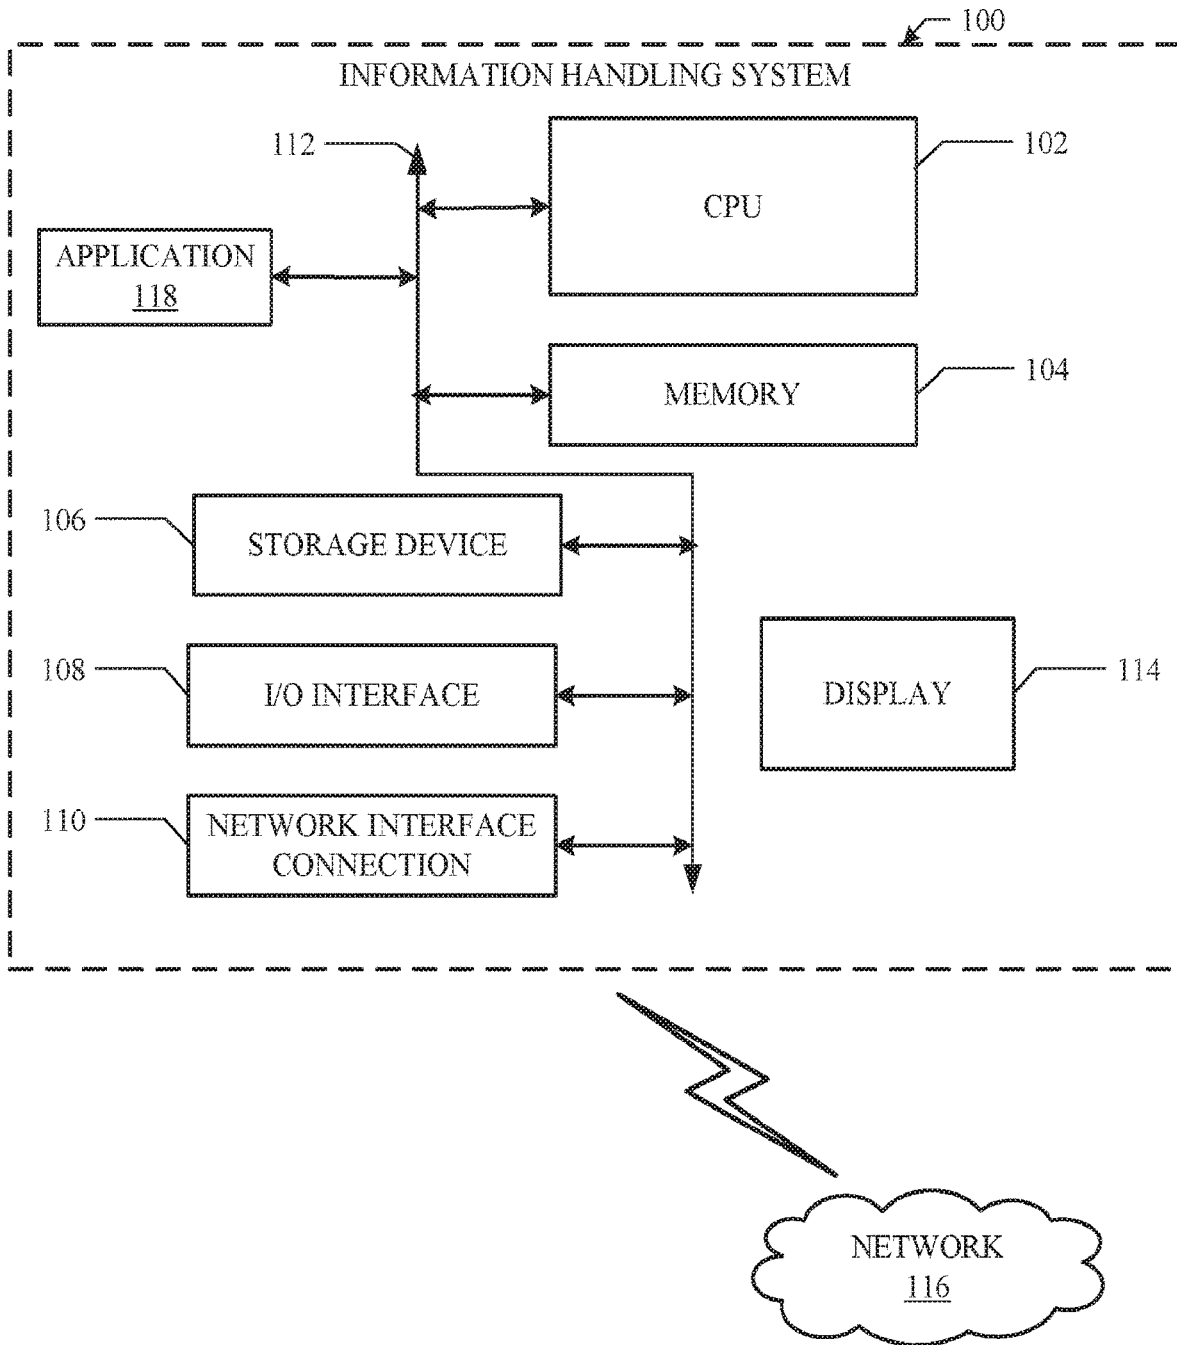 100
INFORMATION HANDLING SYSTEM
112
102
CPU
APPLICATION
118
MEMORY
104
106
STORAGE DEVICE
108
I/O INTERFACE
DISPLAY
114
110
NETWORK INTERFACE
CONNECTION
NETWORK
116